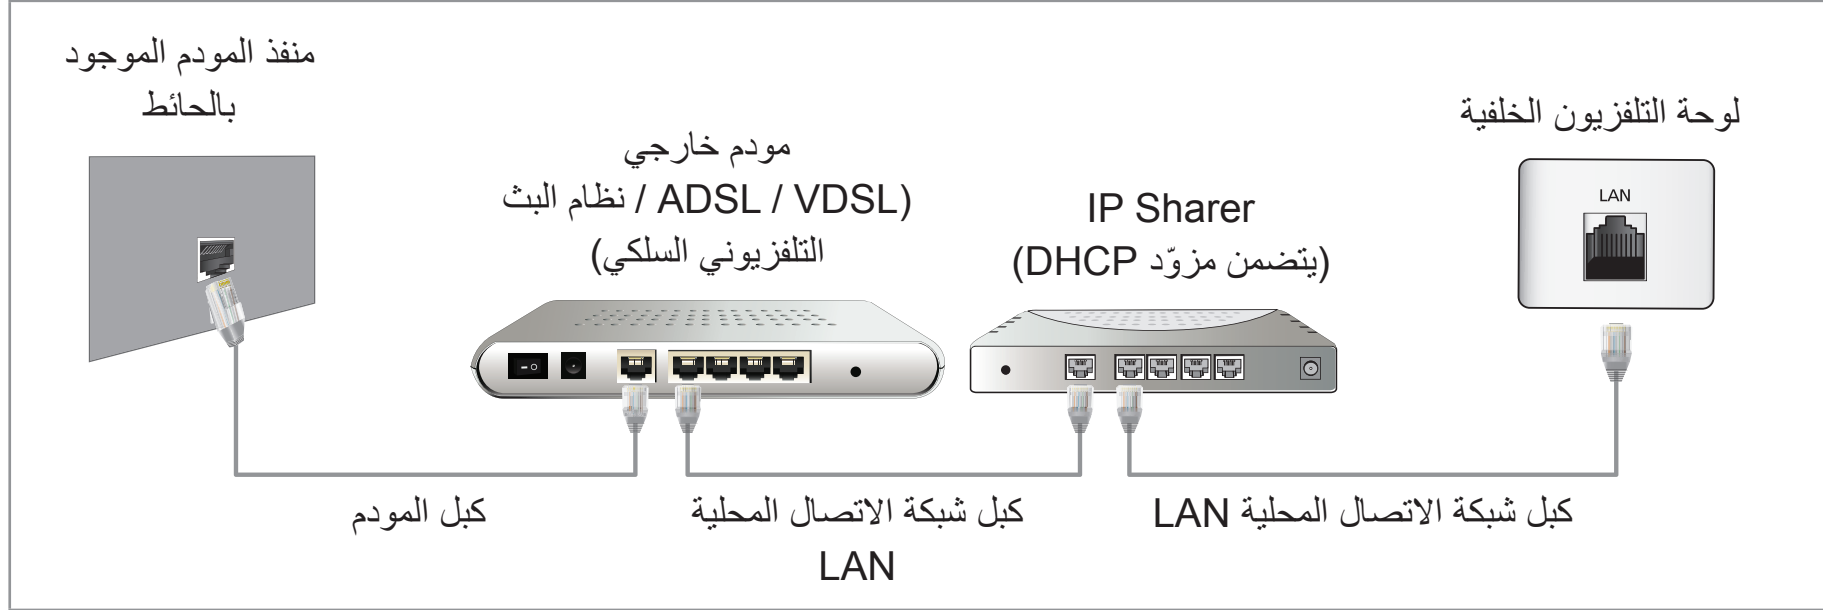 منفذ المودم الموجود
بالحائط
مودم خارجي
(ADSL / VDSL / نظام البث
التلفزيوني السلكي)
IP Sharer
(يتضمن مزوّد DHCP)
لوحة التلفزيون الخلفية
LAN
كبل المودم
كبل شبكة الاتصال المحلية
LAN
كبل شبكة الاتصال المحلية LAN